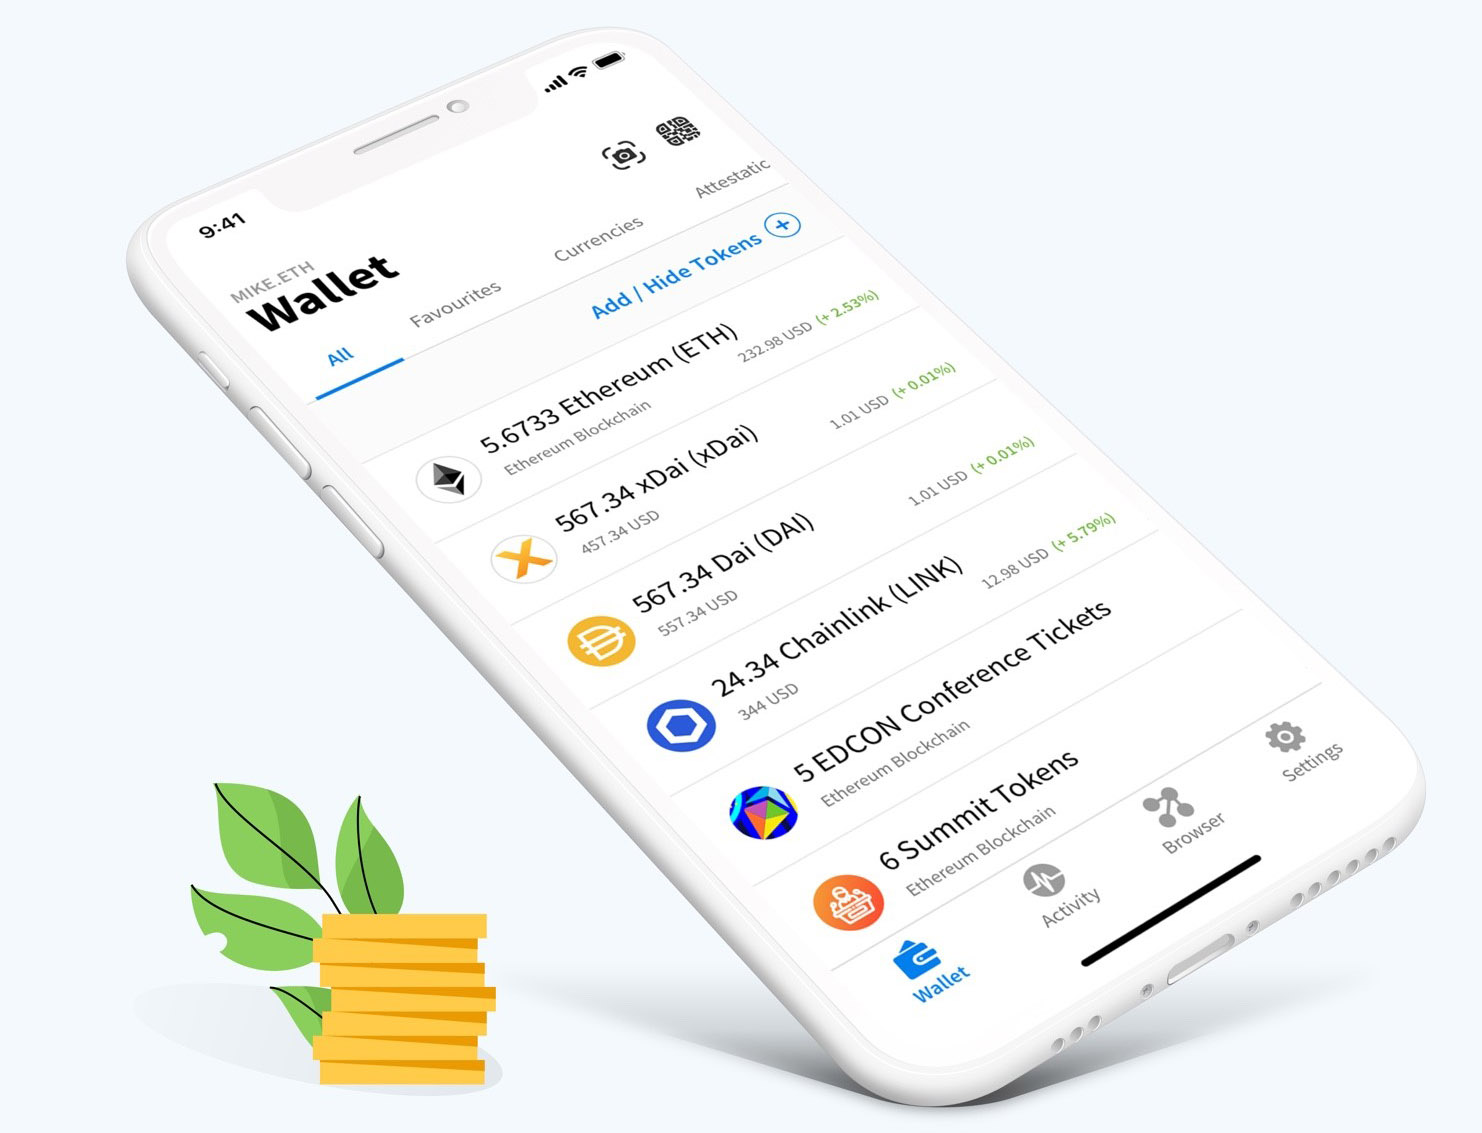 9:41
MIKE.ETH
Wallet
All
Favourites
Currencies
Attestatic
Add / Hide Tokens
5.6733 Ethereum (ETH)
Ethereum Blockchain
232.98 USD (+ 2.53%)
567.34 xDai (xDai)
457.34 USD
1.01 USD (+ 0.01%)
567.34 Dai (DAI)
557.34 USD
1.01 USD (+ 0.01%)
24.34 Chainlink (LINK)
344 USD
12.98 USD (+ 5.79%)
5 EDCON Conference Tickets
Ethereum Blockchain
6 Summit Tokens
Ethereum Blockchain
Wallet
Activity
Browser
Settings